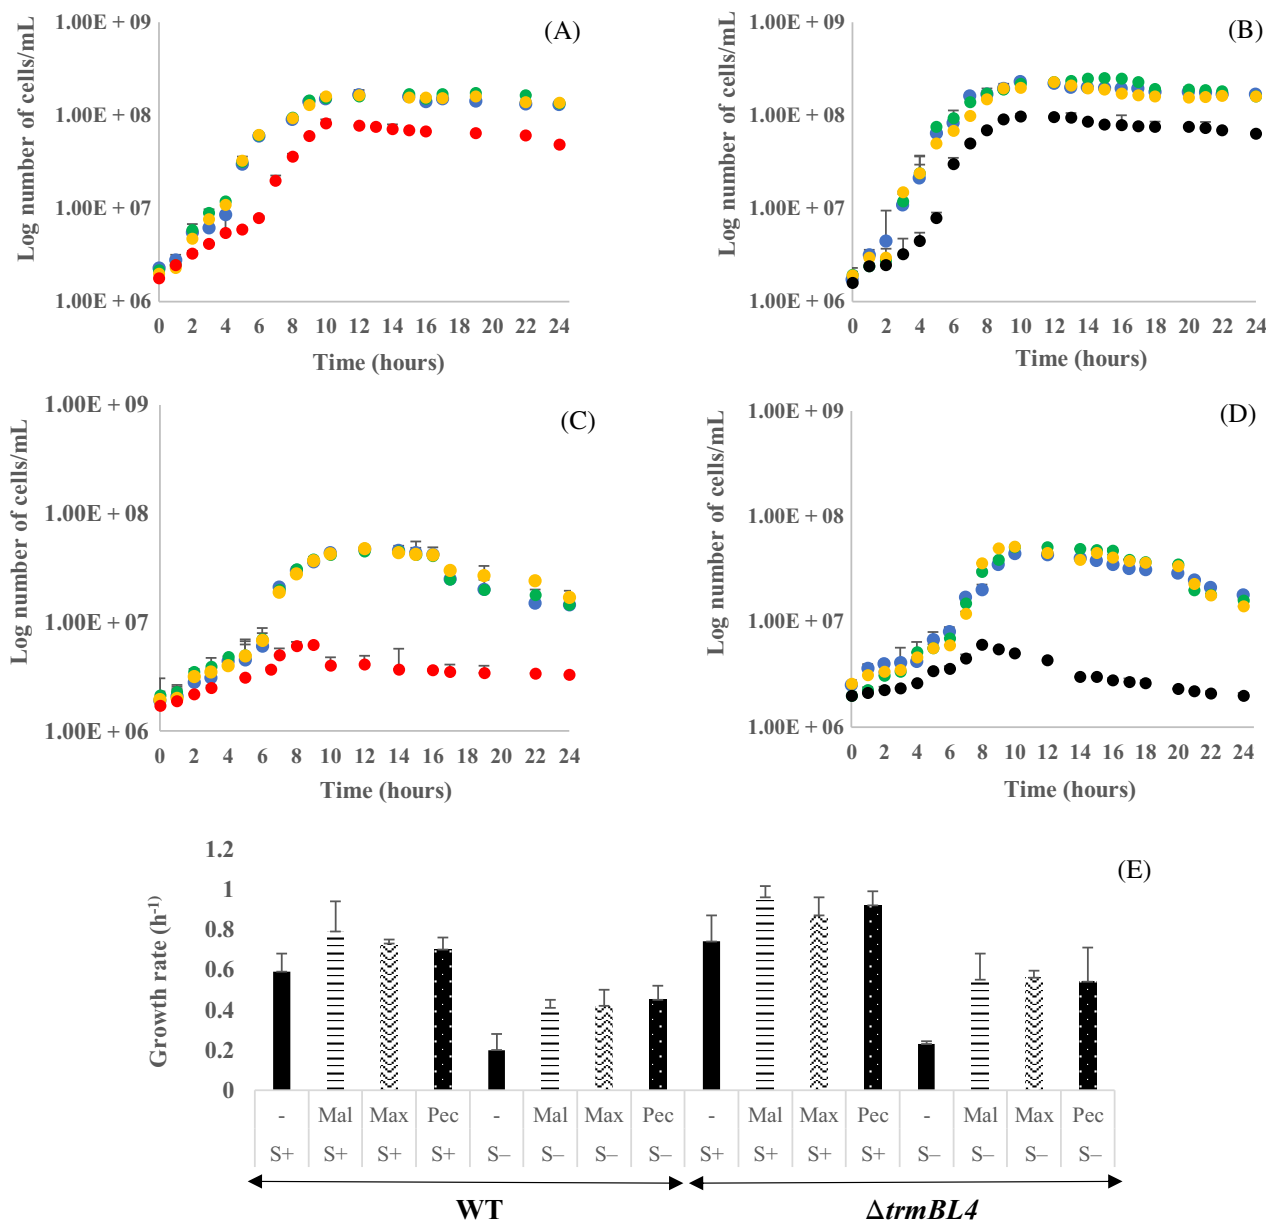 (A)
Log number of cells/mL
1.00E + 09
1.00E + 08
1.00E + 07
1.00E + 06
0 2 4 6 8 10 12 14 16 18 20 22 24
Time (hours)
(B)
Log number of cells/mL
1.00E + 09
1.00E + 08
1.00E + 07
1.00E + 06
0 2 4 6 8 10 12 14 16 18 20 22 24
Time (hours)
(C)
Log number of cells/mL
1.00E + 09
1.00E + 08
1.00E + 07
1.00E + 06
0 2 4 6 8 10 12 14 16 18 20 22 24
Time (hours)
(D)
Log number of cells/mL
1.00E + 09
1.00E + 08
1.00E + 07
1.00E + 06
0 2 4 6 8 10 12 14 16 18 20 22 24
Time (hours)
(E)
Growth rate (h⁻¹)
1.2
1
0.8
0.6
0.4
0.2
0
- Mal Max Pec - Mal Max Pec - Mal Max Pec - Mal Max Pec
S+ S+ S+ S+ S– S– S– S– S+ S+ S+ S+ S– S– S– S–
WT ΔtrmBL4